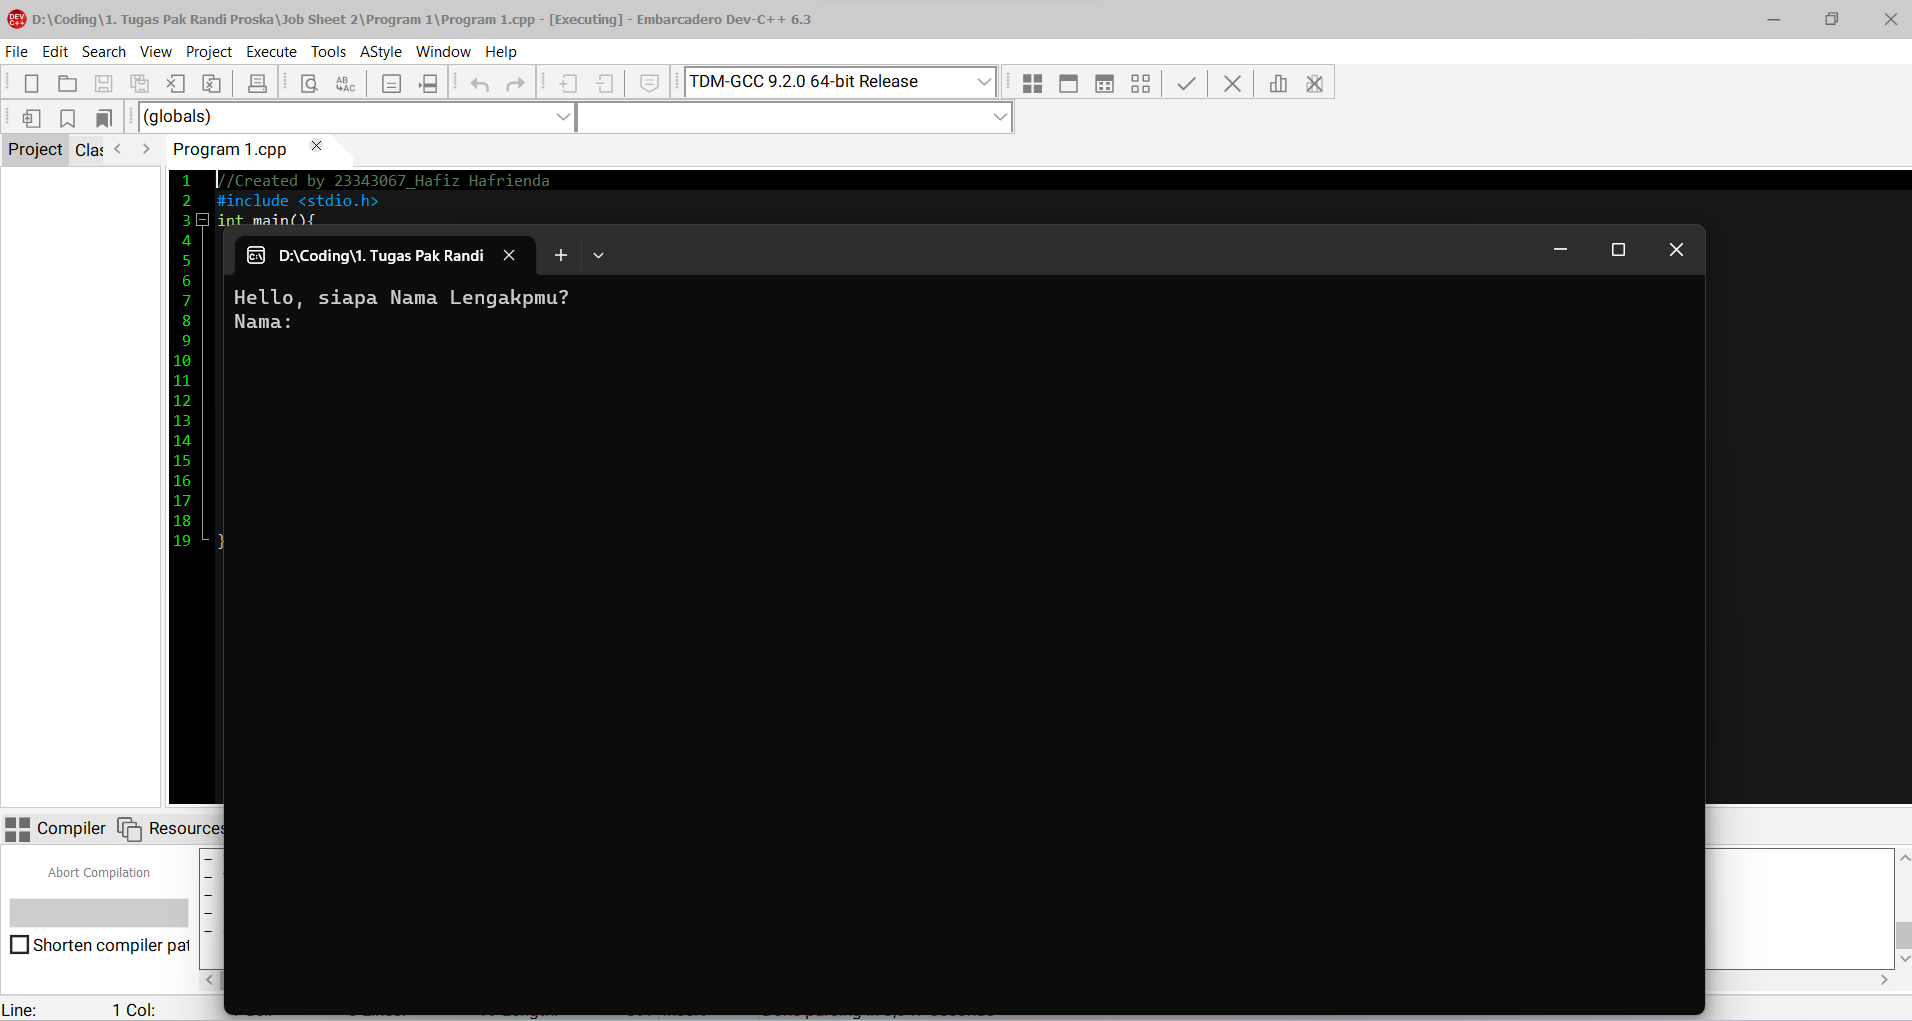 D:\Coding\1. Tugas Pak Randi Proska\Job Sheet 2\Program 1\Program 1.cpp - [Executing] - Embarcadero Dev-C++ 6.3
File Edit Search View Project Execute Tools AStyle Window Help
TDM-GCC 9.2.0 64-bit Release
(globals)
Project Clas
Program 1.cpp
1 //Created by 23343067_Hafiz Hafrienda
2 #include <stdio.h>
3 int main(){
4
5
6
7
8
9
10
11
12
13
14
15
16
17
18
19 }
D:\Coding\1. Tugas Pak Randi
Hello, siapa Nama Lengakpmu?
Nama:
Compiler Resources
Abort Compilation
Shorten compiler pat
Line: 1 Col: